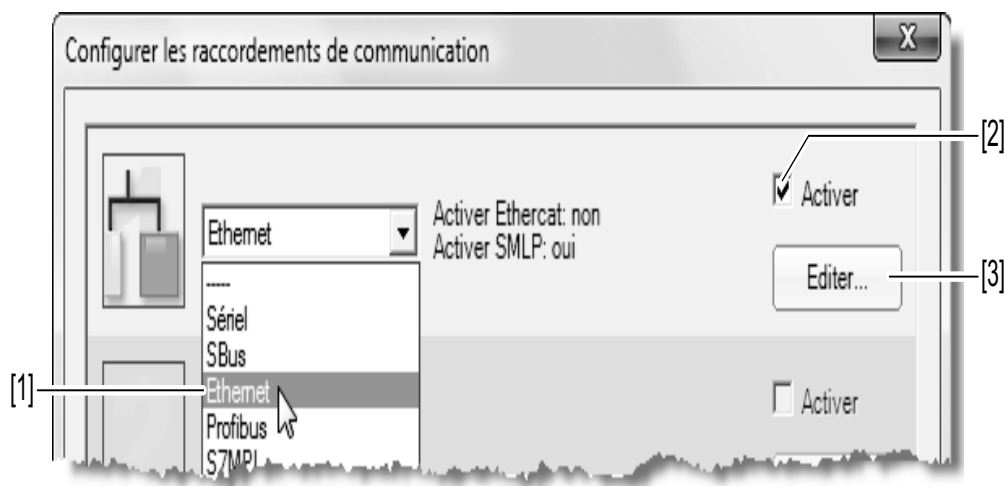 Configurer les raccordements de communication
X
[2]
Activer
Ethernet
Activer Ethercat: non
Activer SMLP: oui
Editer...
[3]
-----
Sériel
SBus
[1]
Ethernet
Activer
Profibus
S7MPI